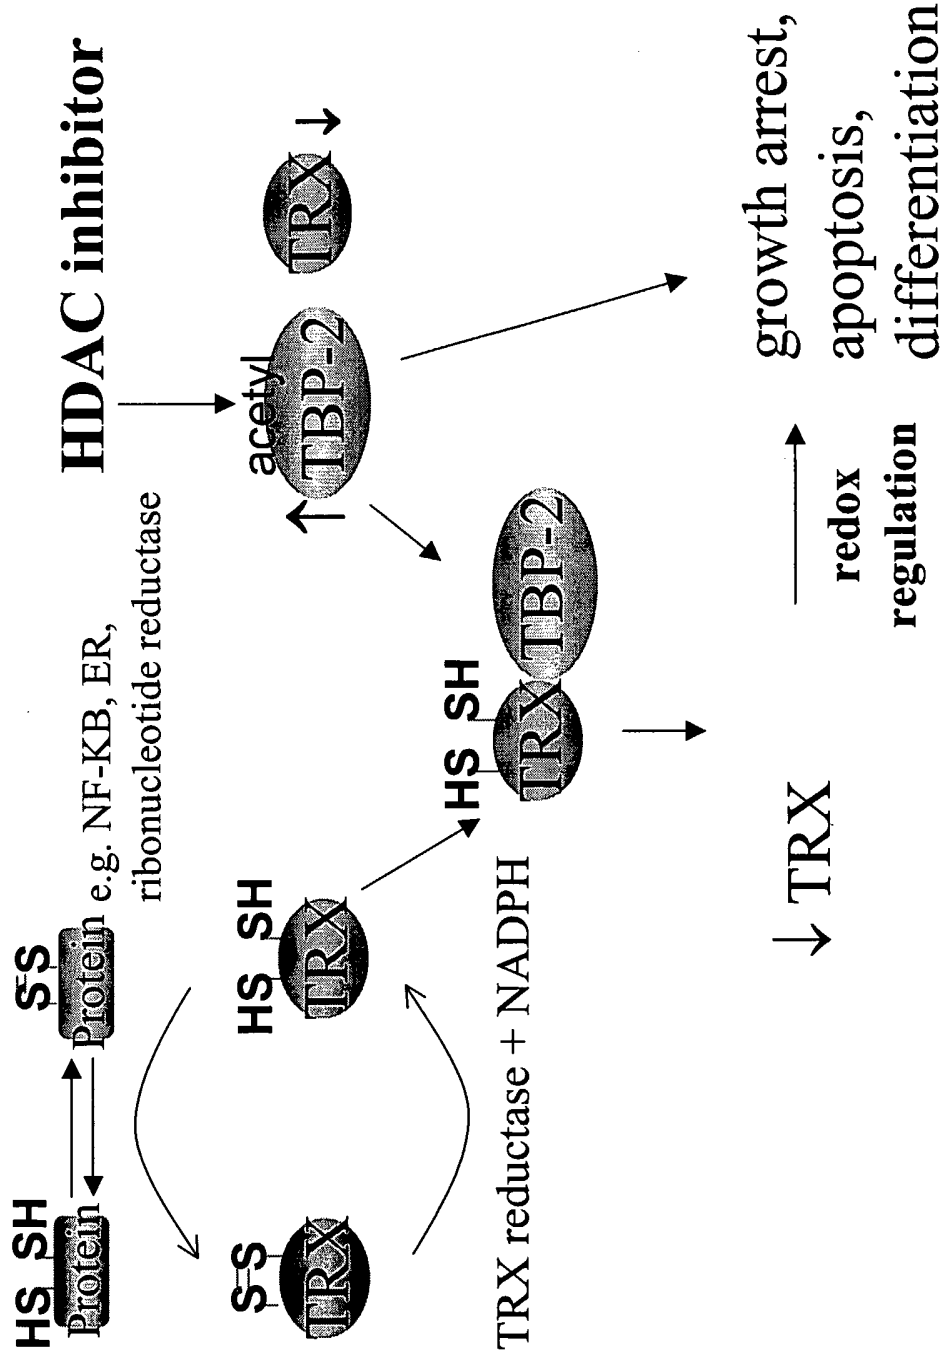 HDAC inhibitor
HS SH
Protein
S=S
Protein e.g. NF-KB, ER,
ribonucleotide reductase
S=S
TRX
HS SH
TRX
acetyl
↑ TBP-2
TRX ↓
TRX reductase + NADPH
HS SH
TRX TBP-2
↓ TRX
redox
regulation
growth arrest,
apoptosis,
differentiation